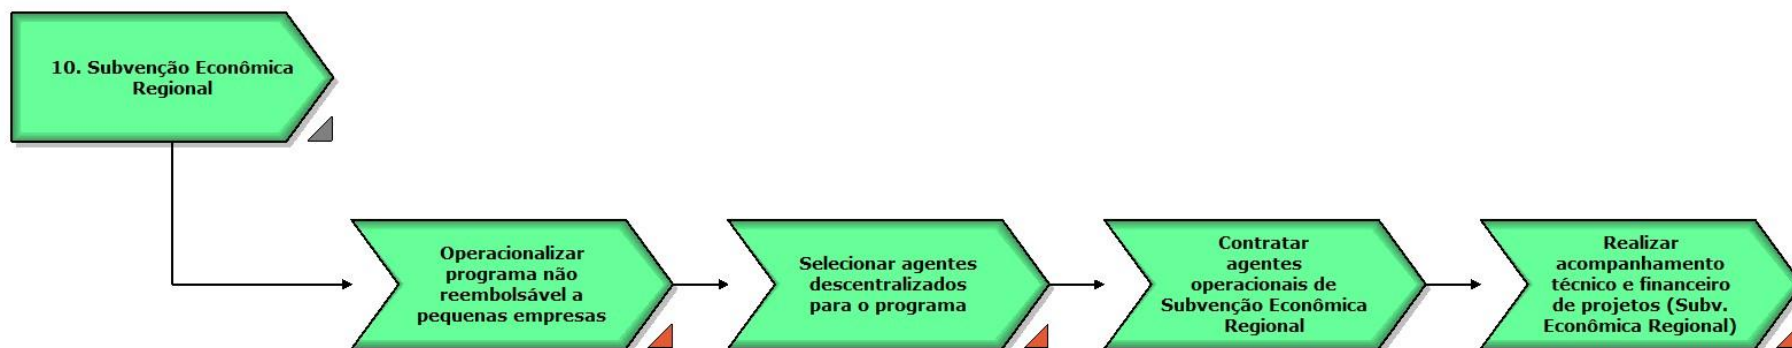 10. Subvenção Econômica
Regional
Operacionalizar
programa não
reembolsável a
pequenas empresas
Selecionar agentes
descentralizados
para o programa
Contratar
agentes
operacionais de
Subvenção Econômica
Regional
Realizar
acompanhamento
técnico e financeiro
de projetos (Subv.
Econômica Regional)